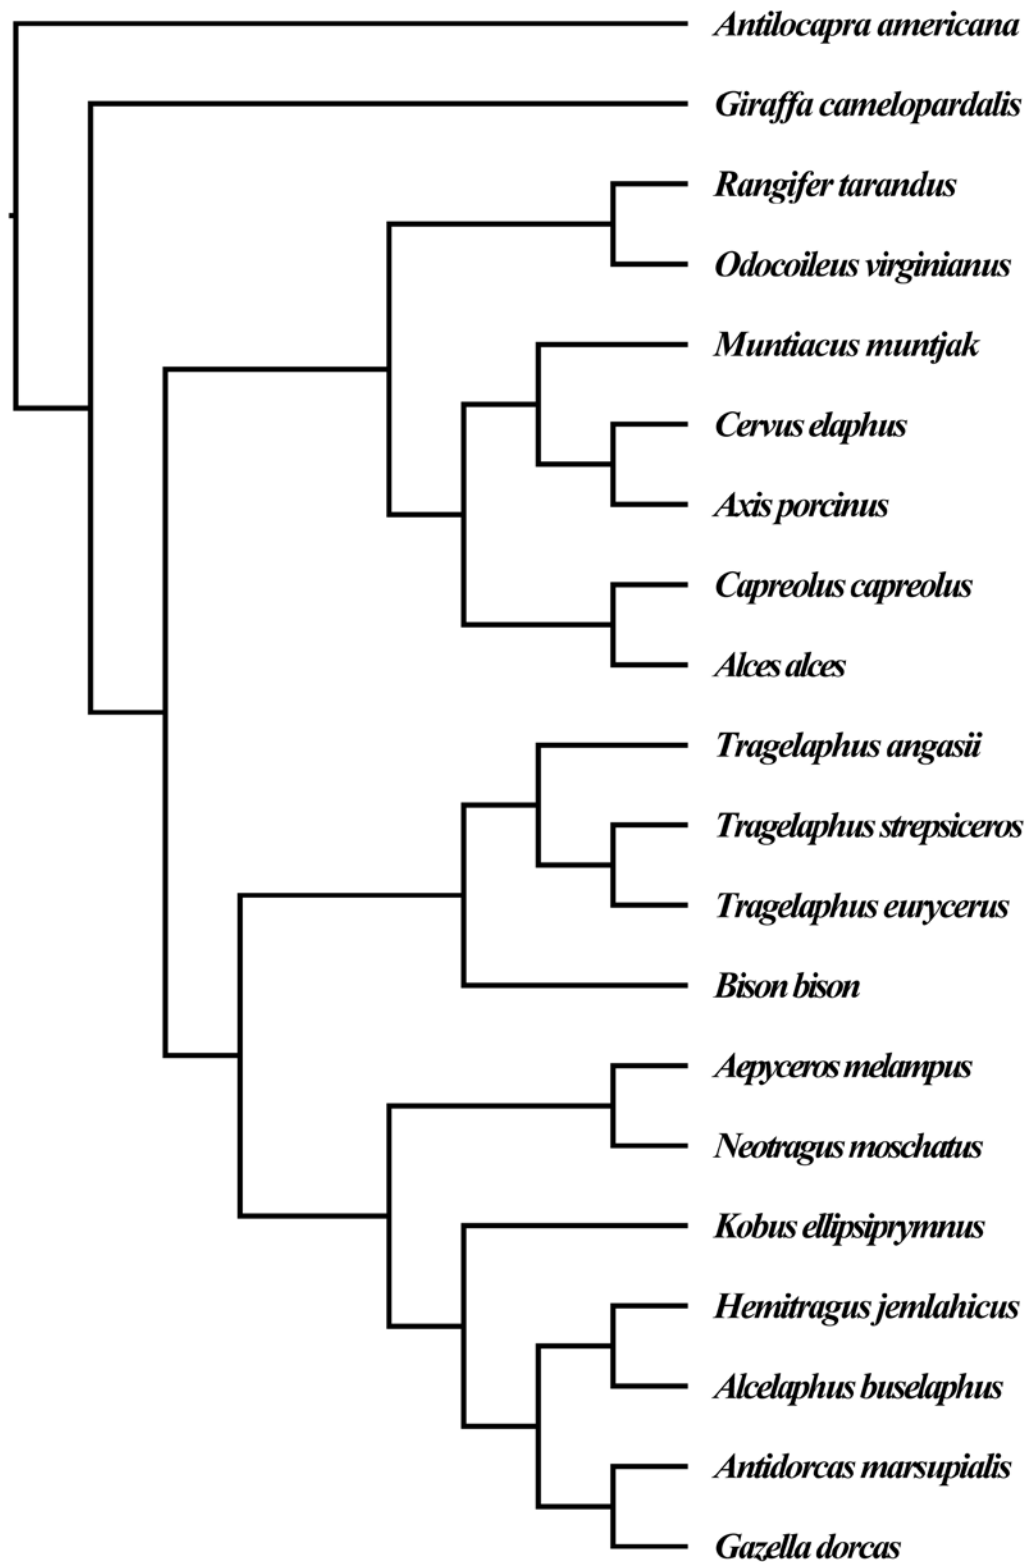 Antilocapra americana
Giraffa camelopardalis
Rangifer tarandus
Odocoileus virginianus
Muntiacus muntjak
Cervus elaphus
Axis porcinus
Capreolus capreolus
Alces alces
Tragelaphus angasii
Tragelaphus strepsiceros
Tragelaphus eurycerus
Bison bison
Aepyceros melampus
Neotragus moschatus
Kobus ellipsiprymnus
Hemitragus jemlahicus
Alcelaphus buselaphus
Antidorcas marsupialis
Gazella dorcas